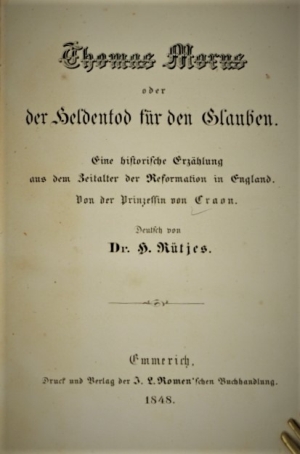 Thomas Morus
oder
der Heldentod für den Glauben.
Eine historische Erzählung
aus dem Zeitalter der Reformation in England.
Von der Prinzessin von Craon.
Deutsch von
Dr. H. Rütjes.
Emmerich,
Druck und Verlag der J. L. Romen'schen Buchhandlung.
1848.